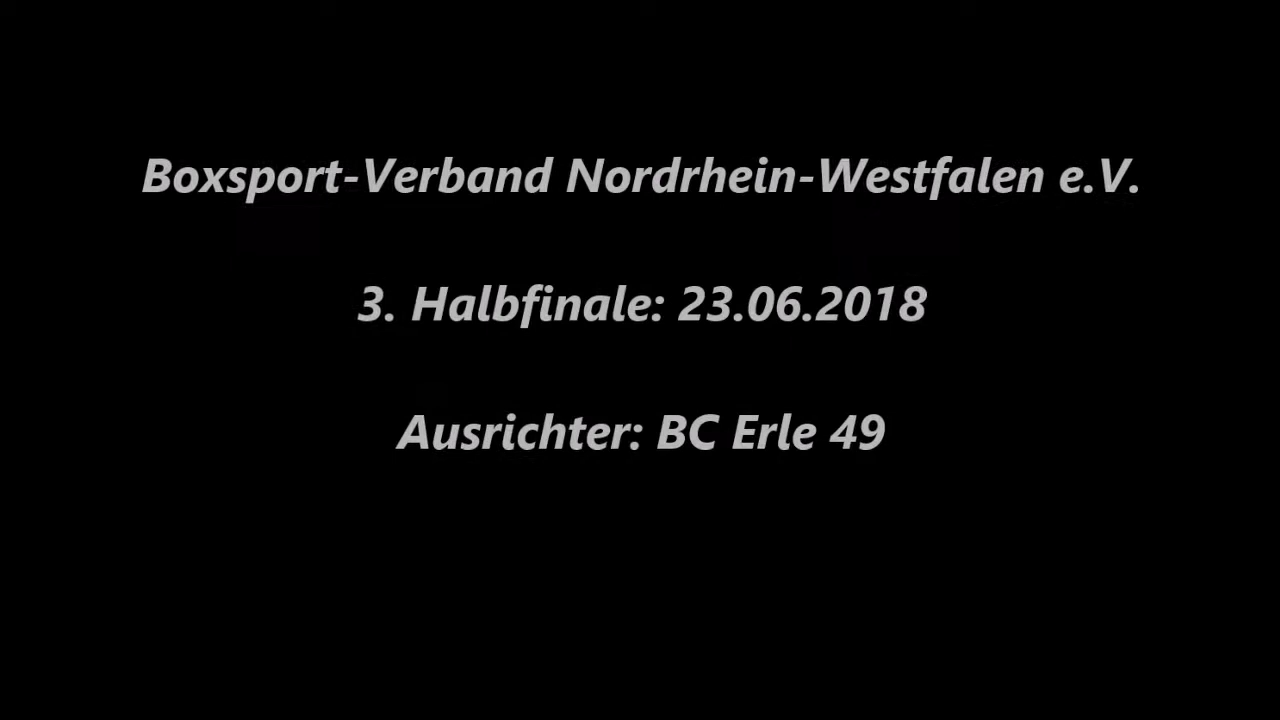 Boxsport-Verband Nordrhein-Westfalen e.V.
3. Halbfinale: 23.06.2018
Ausrichter: BC Erle 49